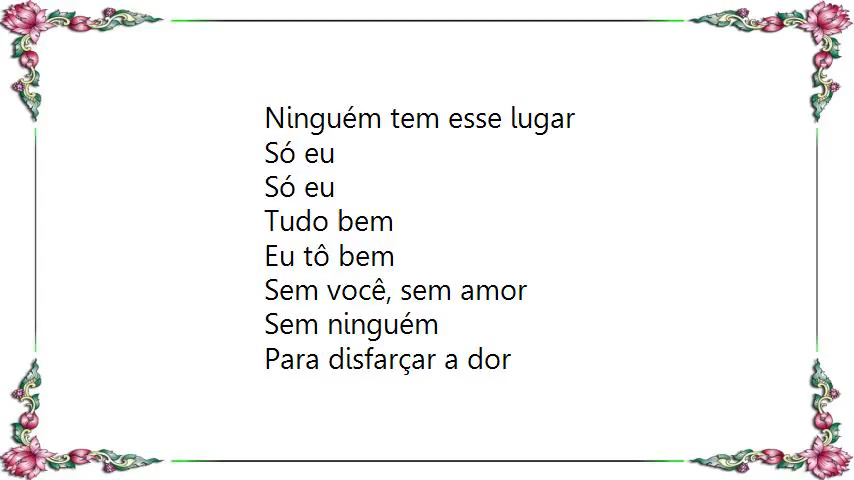 Ninguém tem esse lugar
Só eu
Só eu
Tudo bem
Eu tô bem
Sem você, sem amor
Sem ninguém
Para disfarçar a dor